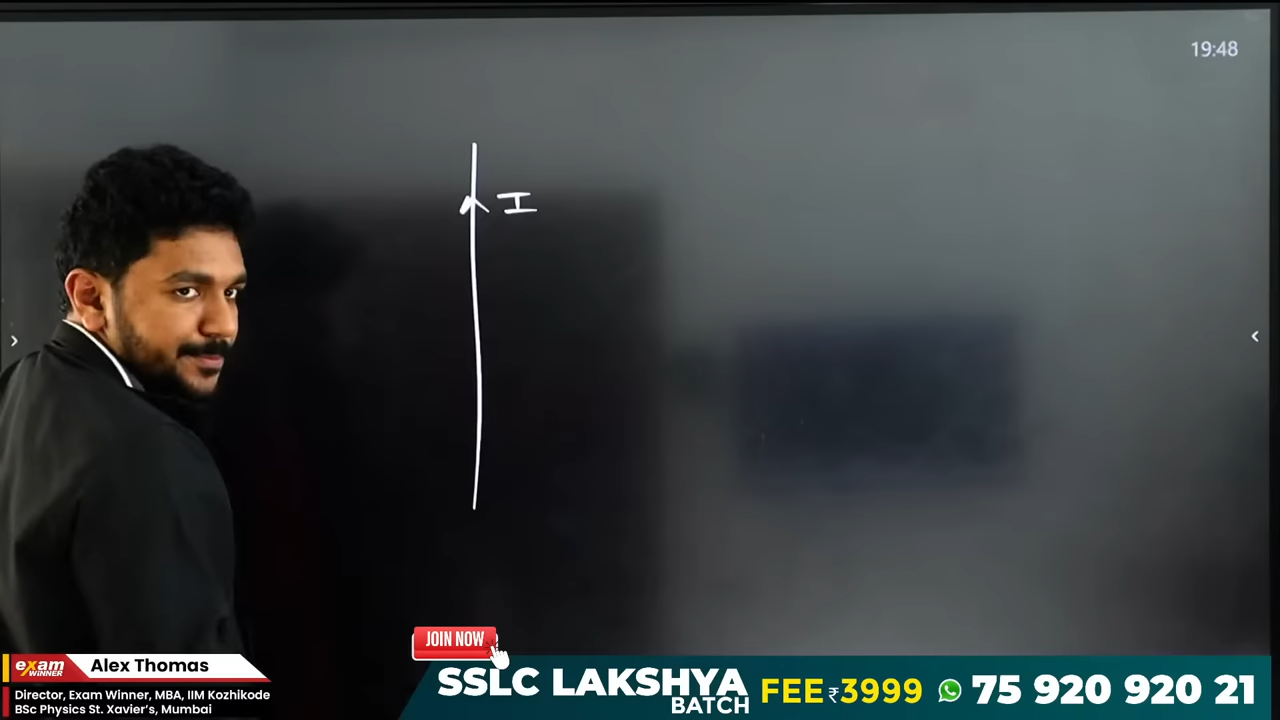 19:48
I
JOIN NOW
exam
WINNER
Alex Thomas
Director, Exam Winner, MBA, IIM Kozhikode
BSc Physics St. Xavier's, Mumbai
SSLC LAKSHYA
BATCH
FEE ₹3999
75 920 920 21